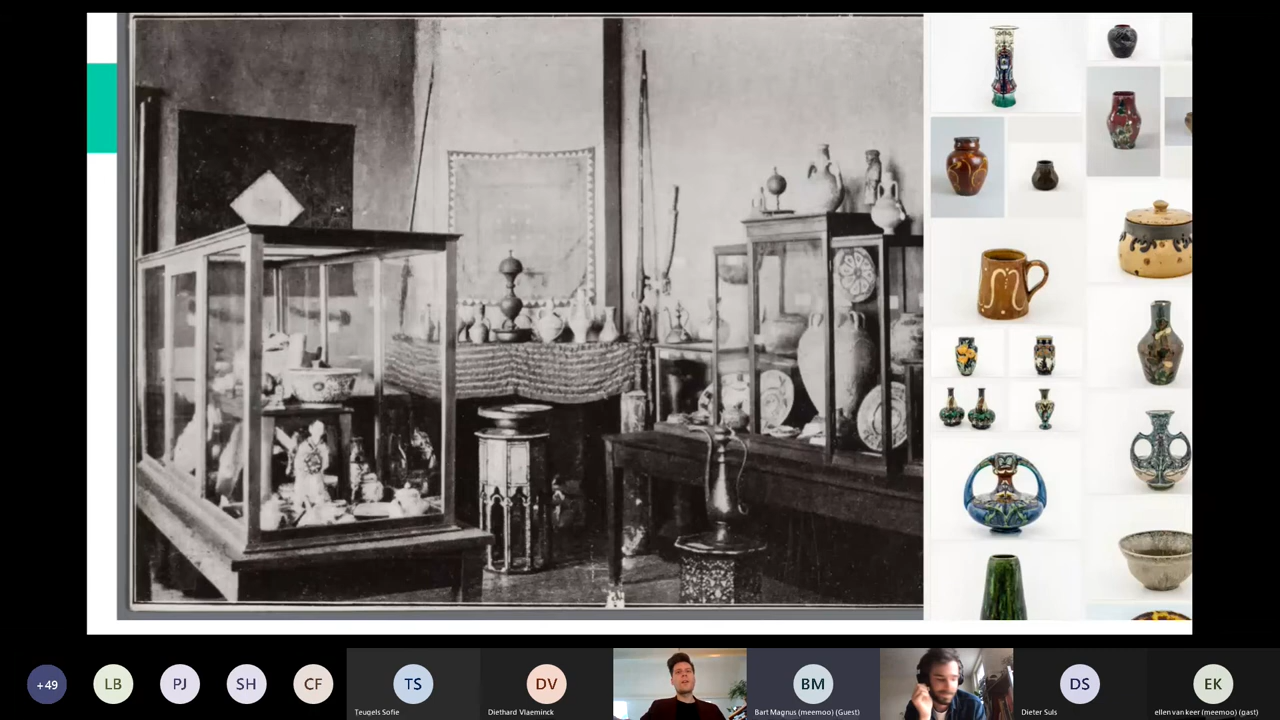 +49
LB
PJ
SH
CF
TS
Teugels Sofie
DV
Diethard Vlaeminck
BM
Bart Magnus (meemoo) (Guest)
DS
Dieter Suls
EK
ellen van keer (meemoo) (gast)